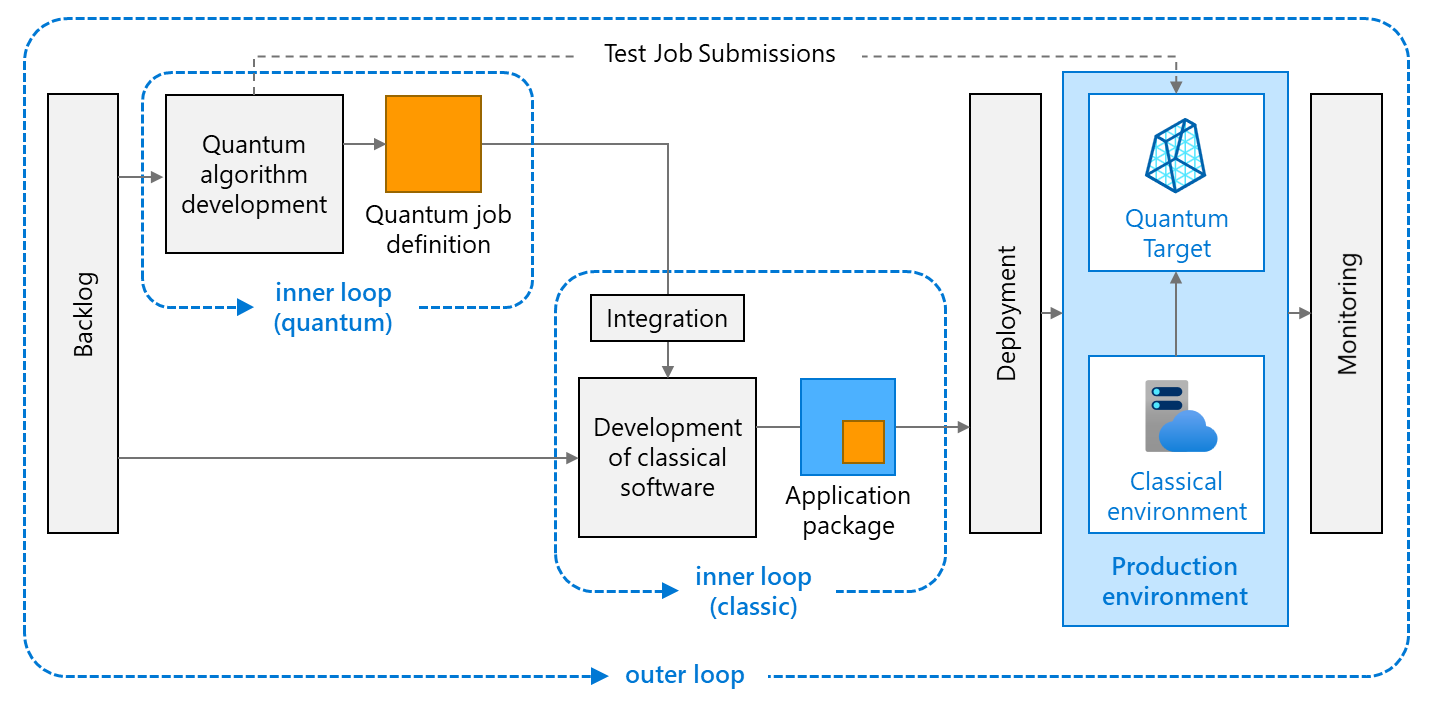 Test Job Submissions
Backlog
Quantum
algorithm
development
Quantum job
definition
inner loop
(quantum)
Integration
Development
of classical
software
Application
package
inner loop
(classic)
Deployment
Quantum
Target
Classical
environment
Production
environment
Monitoring
outer loop